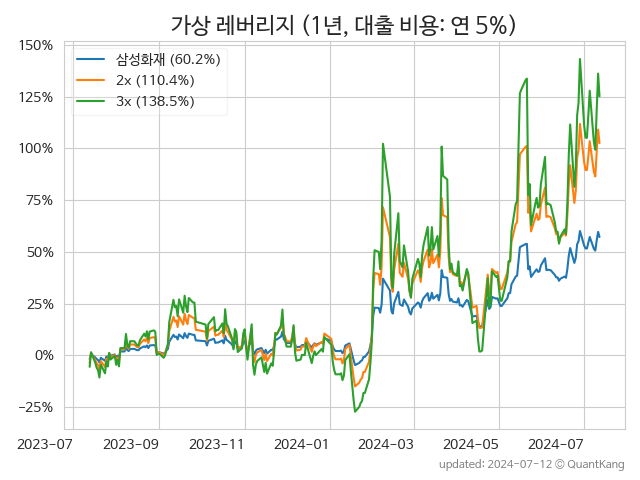 가상 레버리지 (1년, 대출 비용: 연 5%)
150%
125%
100%
75%
50%
25%
0%
−25%
삼성화재 (60.2%)
2x (110.4%)
3x (138.5%)
2023-07 2023-09 2023-11 2024-01 2024-03 2024-05 2024-07
updated: 2024-07-12 © QuantKang